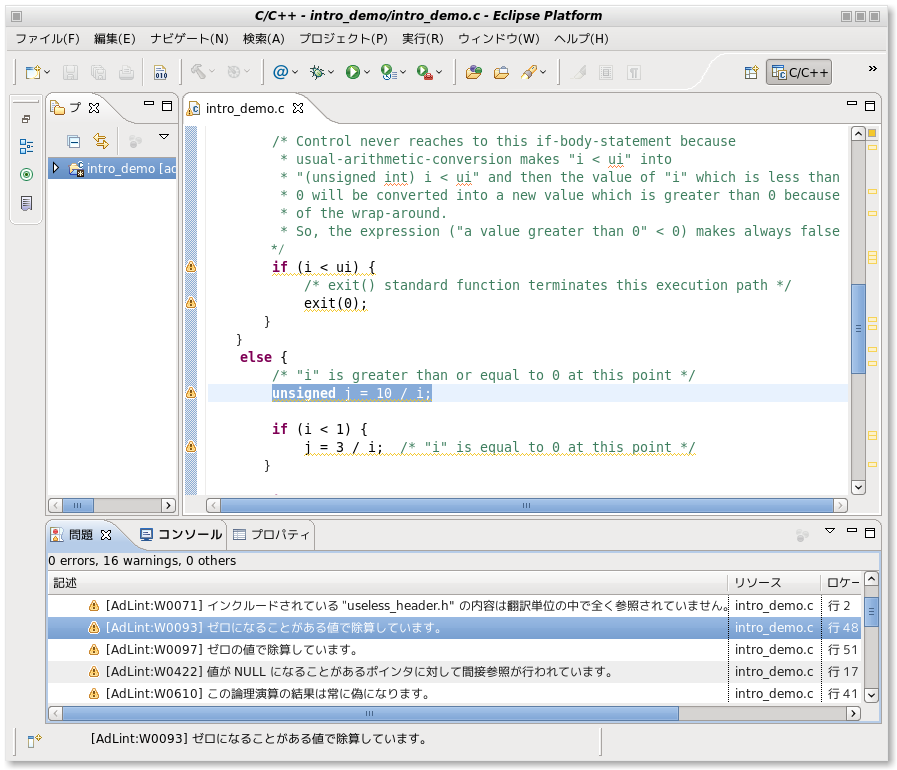 C/C++ - intro_demo/intro_demo.c - Eclipse Platform
ファイル(F) 編集(E) ナビゲート(N) 検索(A) プロジェクト(P) 実行(R) ウィンドウ(W) ヘルプ(H)
010
@
C/C++
プ
intro_demo.c
intro_demo [ad
/* Control never reaches to this if-body-statement because
* usual-arithmetic-conversion makes "i < ui" into
* "(unsigned int) i < ui" and then the value of "i" which is less than
* 0 will be converted into a new value which is greater than 0 because
* of the wrap-around.
* So, the expression ("a value greater than 0" < 0) makes always false
*/
if (i < ui) {
/* exit() standard function terminates this execution path */
exit(0);
}
}
else {
/* "i" is greater than or equal to 0 at this point */
unsigned j = 10 / i;
if (i < 1) {
j = 3 / i; /* "i" is equal to 0 at this point */
}
問題 コンソール プロパティ
0 errors, 16 warnings, 0 others
記述 リソース ロケー
[AdLint:W0071] インクルードされている "useless_header.h" の内容は翻訳単位の中で全く参照されていません。 intro_demo.c 行 2
[AdLint:W0093] ゼロになることがある値で除算しています。 intro_demo.c 行 48
[AdLint:W0097] ゼロの値で除算しています。 intro_demo.c 行 51
[AdLint:W0422] 値が NULL になることがあるポインタに対して間接参照が行われています。 intro_demo.c 行 17
[AdLint:W0610] この論理演算の結果は常に偽になります。 intro_demo.c 行 41
[AdLint:W0093] ゼロになることがある値で除算しています。